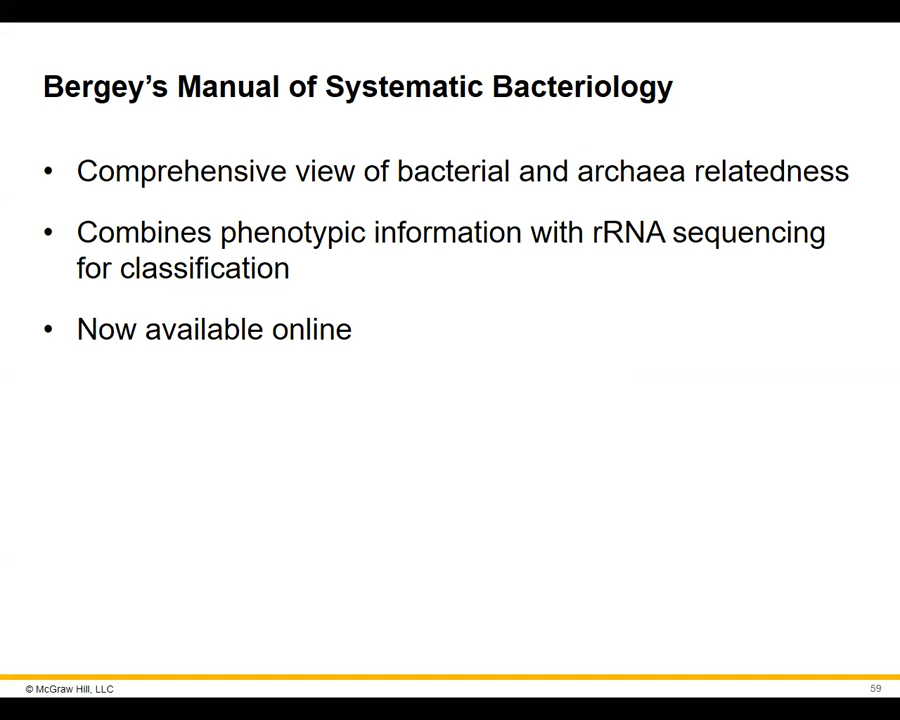 Bergey’s Manual of Systematic Bacteriology
• Comprehensive view of bacterial and archaea relatedness
• Combines phenotypic information with rRNA sequencing
for classification
• Now available online
© McGraw Hill, LLC
59